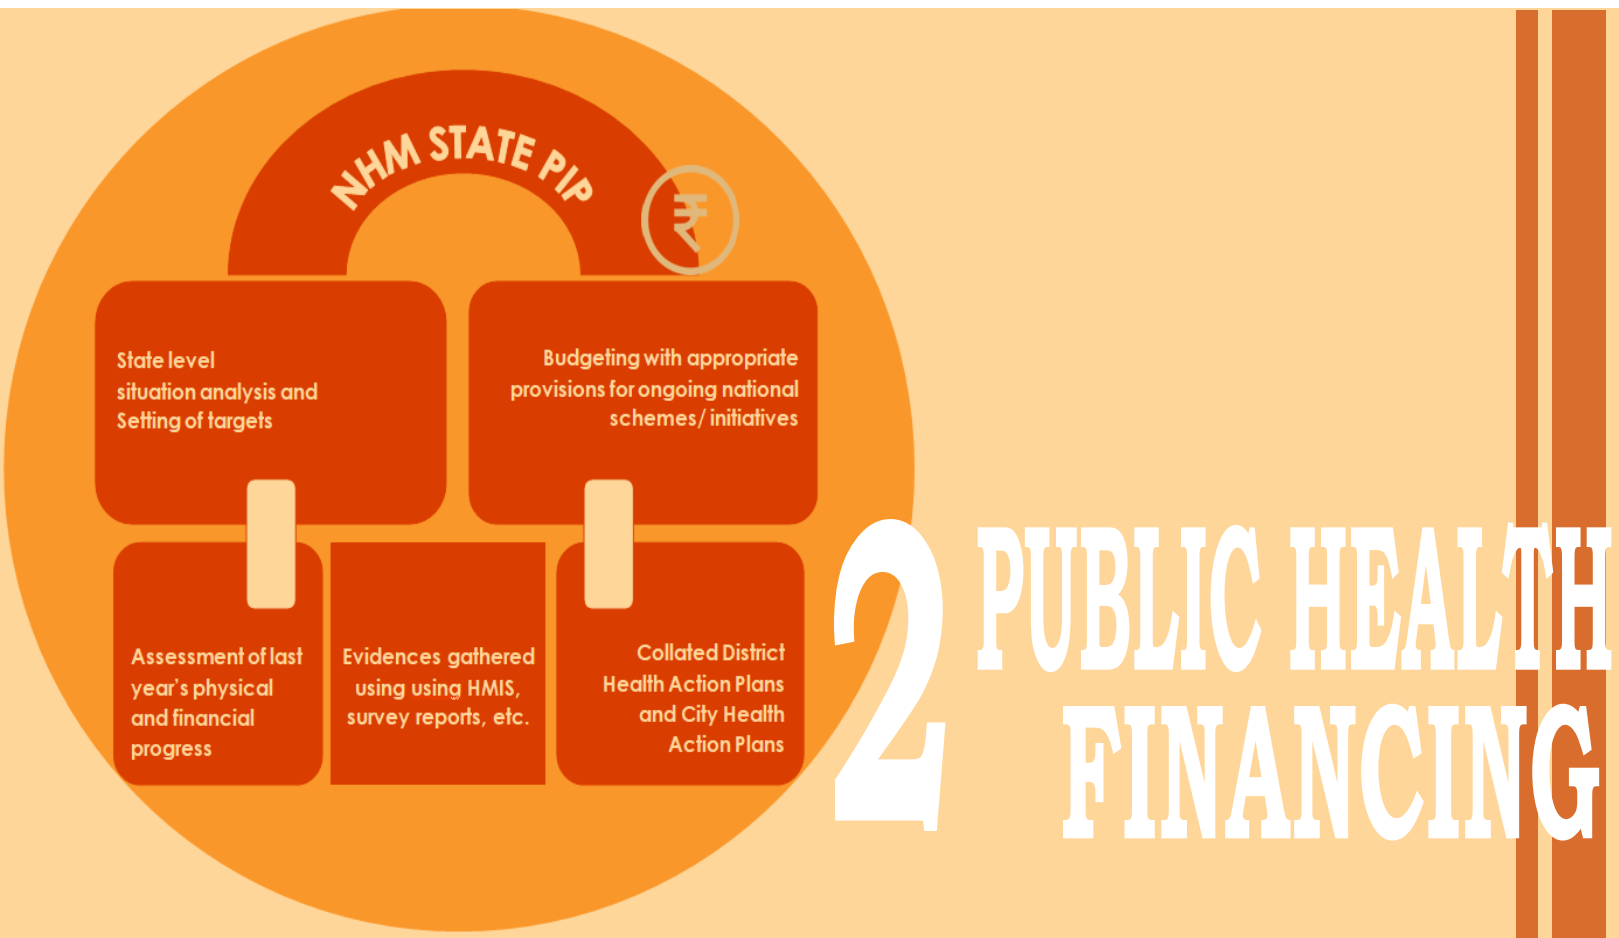 NHM STATE PIP
₹
State level
situation analysis and
Setting of targets
Budgeting with appropriate
provisions for ongoing national
schemes/ initiatives
Assessment of last
year's physical
and financial
progress
Evidences gathered
using using HMIS,
survey reports, etc.
Collated District
Health Action Plans
and City Health
Action Plans
2 PUBLIC HEALTH
FINANCING